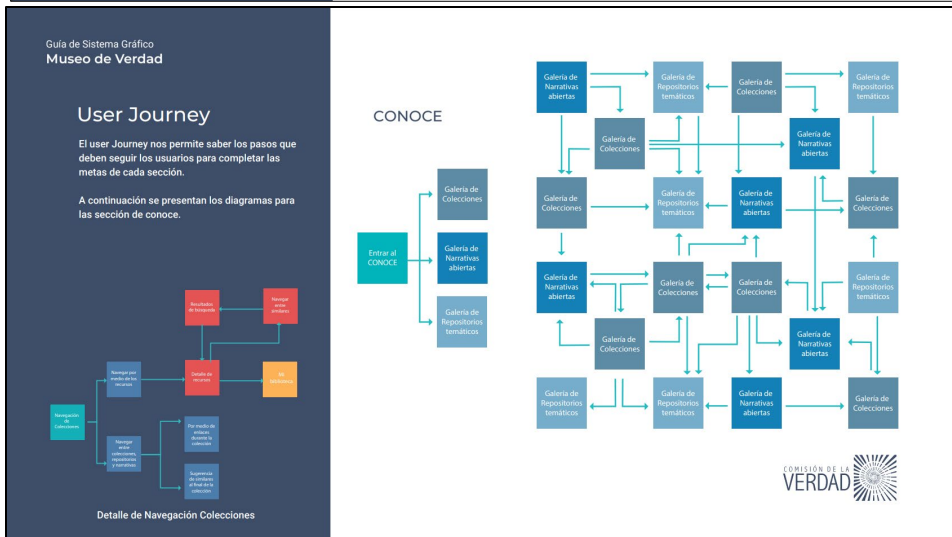 Guía de Sistema Gráfico
Museo de Verdad
User Journey
El user Journey nos permite saber los pasos que
deben seguir los usuarios para completar las
metas de cada sección.
A continuación se presentan los diagramas para
las sección de conoce.
Resultados
de búsqueda
Navegar
entre
similares
Navegar por
medio de los
recursos
Detalle de
recursos
Mi
Navegación
de
Colecciones
Navegar
entre
colecciones,
repositorios
y narrativas
Por medio de
enlaces
durante la
colección
Sugerencia
de similares
al final de la
colección
Detalle de Navegación Colecciones
CONOCE
Entrar al
CONOCE
Galería de
Colecciones
Galería de
Narrativas
abiertas
Galería de
Repositorios
temáticos
Galería de
Narrativas
abiertas
Galería de
Repositorios
temáticos
Galería de
Colecciones
Galería de
Repositorios
temáticos
Galería de
Colecciones
Galería de
Narrativas
abiertas
Galería de
Colecciones
Galería de
Repositorios
temáticos
Galería de
Narrativas
abiertas
Galería de
Colecciones
Galería de
Narrativas
abiertas
Galería de
Colecciones
Galería de
Colecciones
Galería de
Repositorios
temáticos
Galería de
Colecciones
Galería de
Narrativas
abiertas
Galería de
Repositorios
temáticos
Galería de
Repositorios
temáticos
Galería de
Narrativas
abiertas
Galería de
Colecciones
COMISIÓN DE LA
VERDAD